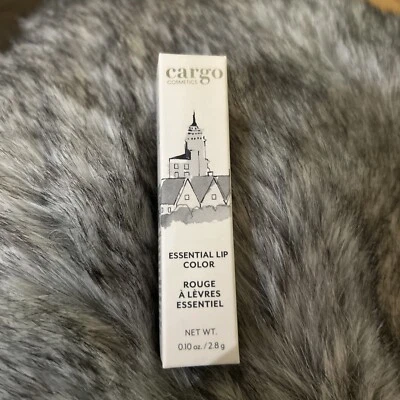 cargo
COSMETICS
ESSENTIAL LIP
COLOR
ROUGE
À LÈVRES
ESSENTIEL
NET WT.
0.10 oz. / 2.8 g